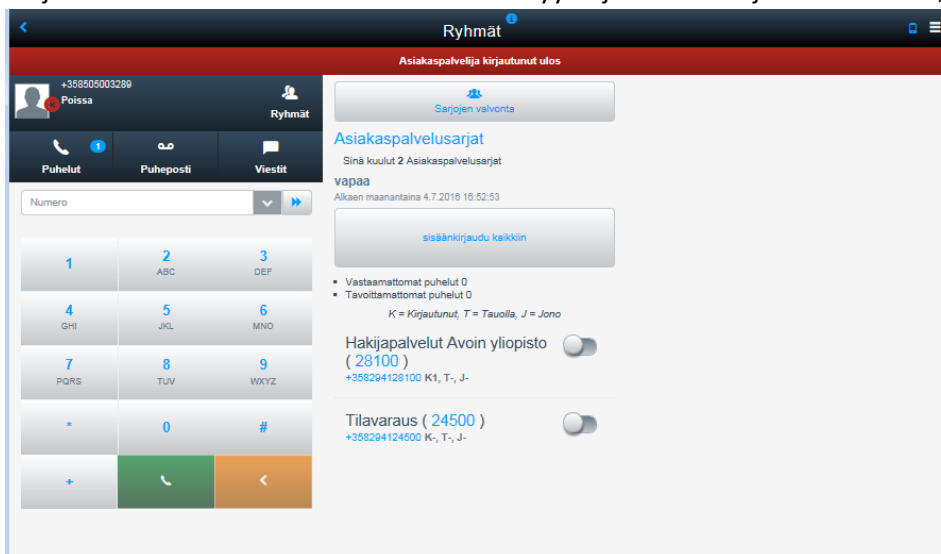 Ryhmät
Asiakaspalvelija kirjautunut ulos
+358505003289
Poissa
Ryhmät
Puhelut 1
Puheposti
Viestit
Numero
1
2 ABC
3 DEF
4 GHI
5 JKL
6 MNO
7 PQRS
8 TUV
9 WXYZ
*
0
#
+
Sarjojen valvonta
Asiakaspalvelusarjat
Sinä kuulut 2 Asiakaspalvelusarjat
vapaa
Alkaen maanantaina 4.7.2016 16:52:53
sisäänkirjaudu kaikkiin
Vastaamattomat puhelut 0
Tavoittamattomat puhelut 0
K = Kirjautunut, T = Tauolla, J = Jono
Hakijapalvelut Avoin yliopisto
( 28100 )
+358294128100 K1, T-, J-
Tilavaraus ( 24500 )
+358294124500 K-, T-, J-